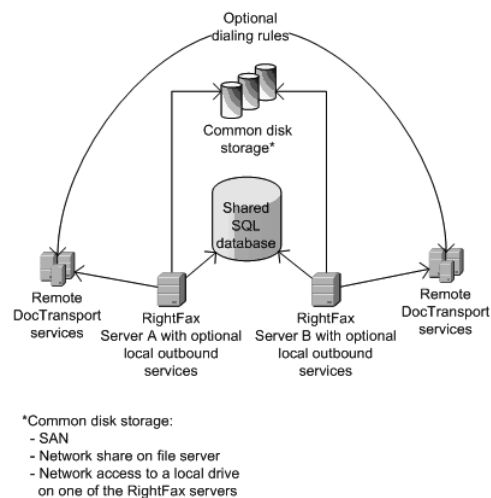 Optional
dialing rules
Common disk
storage*
Shared
SQL
database
Remote
DocTransport
services
RightFax
Server A with optional
local outbound
services
RightFax
Server B with optional
local outbound
services
Remote
DocTransport
services
*Common disk storage:
- SAN
- Network share on file server
- Network access to a local drive
on one of the RightFax servers